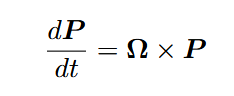 d𝑷/dt = 𝛀 × 𝑷